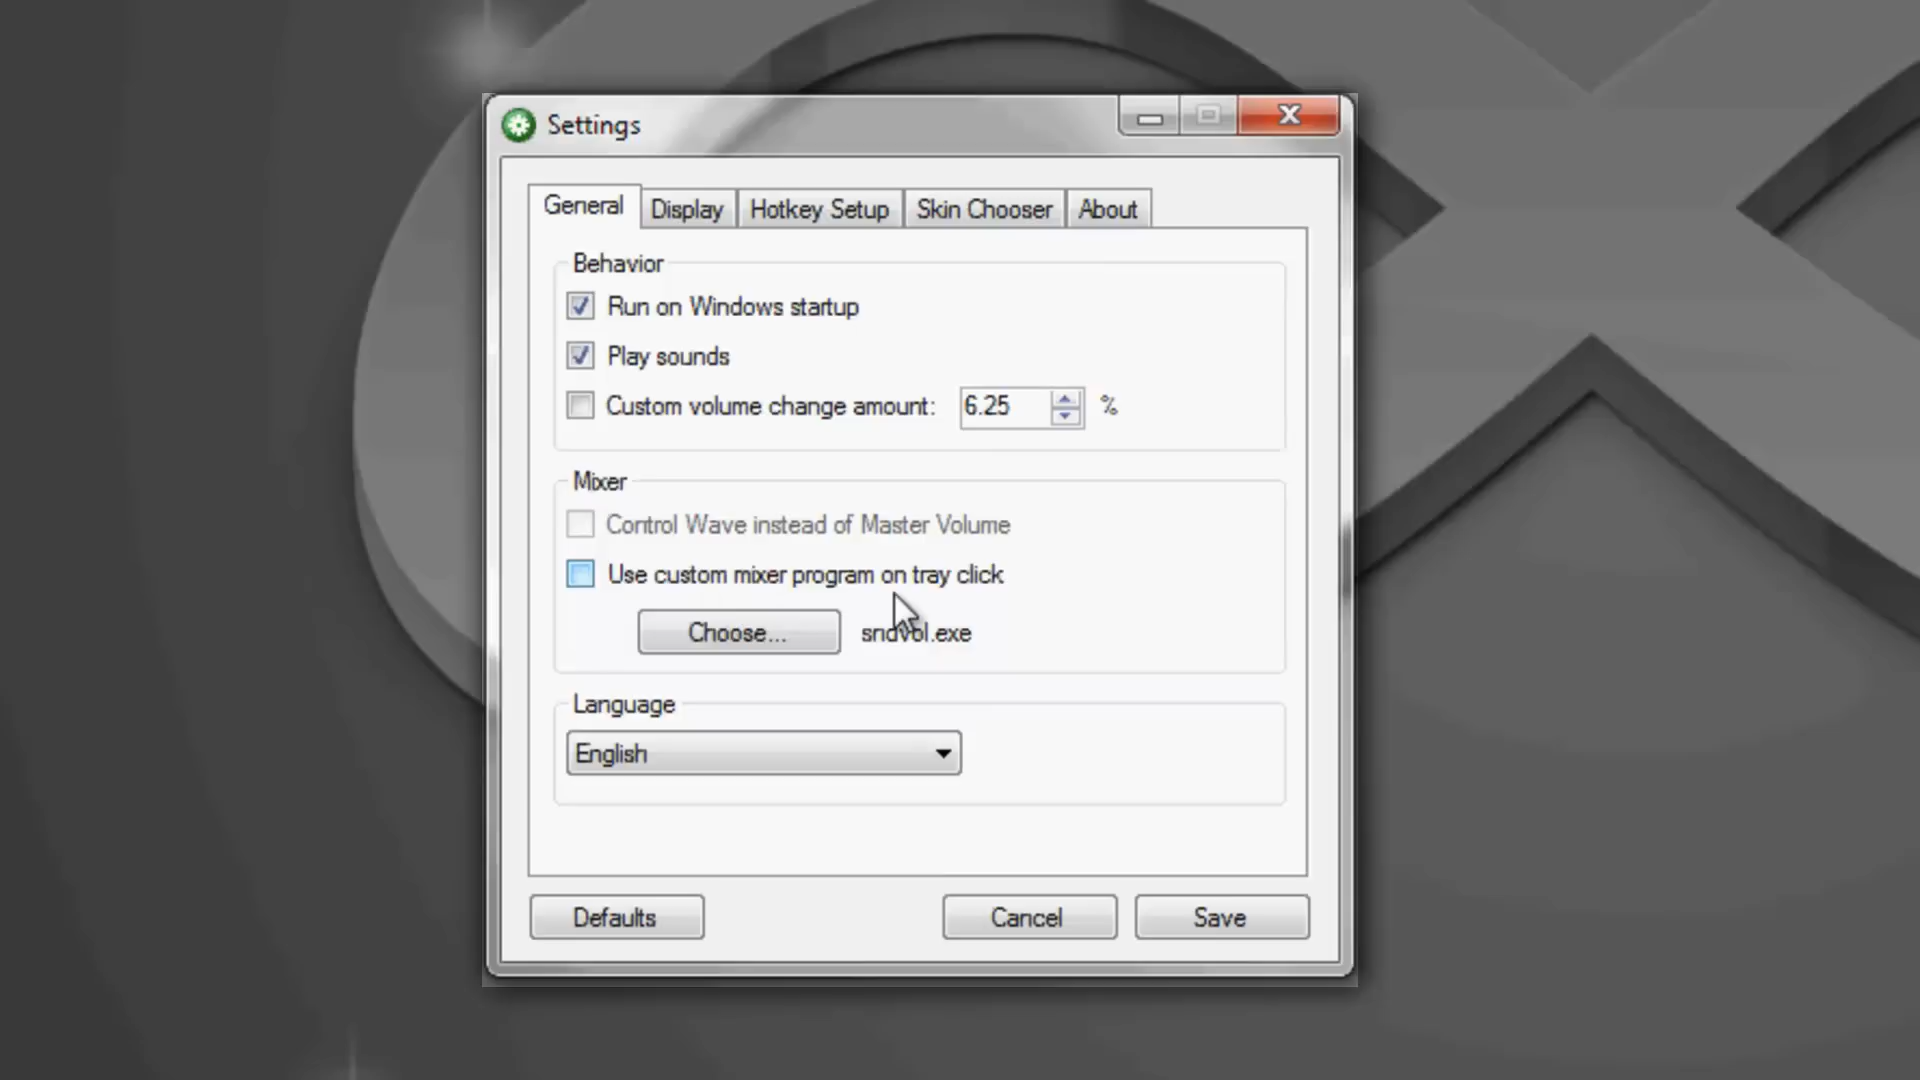 Settings
General
Display
Hotkey Setup
Skin Chooser
About
Behavior
Run on Windows startup
Play sounds
Custom volume change amount: 6.25 %
Mixer
Control Wave instead of Master Volume
Use custom mixer program on tray click
Choose... sndvol.exe
Language
English
Defaults
Cancel
Save